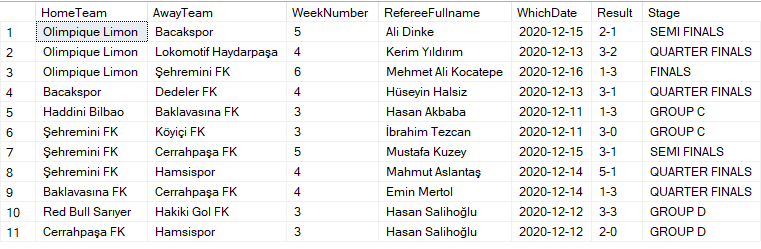 HomeTeam AwayTeam WeekNumber RefereeFullname WhichDate Result Stage
1 Olimpique Limon Bacakspor 5 Ali Dinke 2020-12-15 2-1 SEMI FINALS
2 Olimpique Limon Lokomotif Haydarpaşa 4 Kerim Yıldırım 2020-12-13 3-2 QUARTER FINALS
3 Olimpique Limon Şehremini FK 6 Mehmet Ali Kocatepe 2020-12-16 1-3 FINALS
4 Bacakspor Dedeler FK 4 Hüseyin Halsiz 2020-12-13 3-1 QUARTER FINALS
5 Haddini Bilbao Baklavasına FK 3 Hasan Akbaba 2020-12-11 1-3 GROUP C
6 Şehremini FK Köyiçi FK 3 İbrahim Tezcan 2020-12-11 3-0 GROUP C
7 Şehremini FK Cerrahpaşa FK 5 Mustafa Kuzey 2020-12-15 3-1 SEMI FINALS
8 Şehremini FK Hamsispor 4 Mahmut Aslantaş 2020-12-14 5-1 QUARTER FINALS
9 Baklavasına FK Cerrahpaşa FK 4 Emin Mertol 2020-12-14 1-3 QUARTER FINALS
10 Red Bull Sarıyer Hakiki Gol FK 3 Hasan Salihoğlu 2020-12-12 3-3 GROUP D
11 Cerrahpaşa FK Hamsispor 3 Hasan Salihoğlu 2020-12-12 2-0 GROUP D